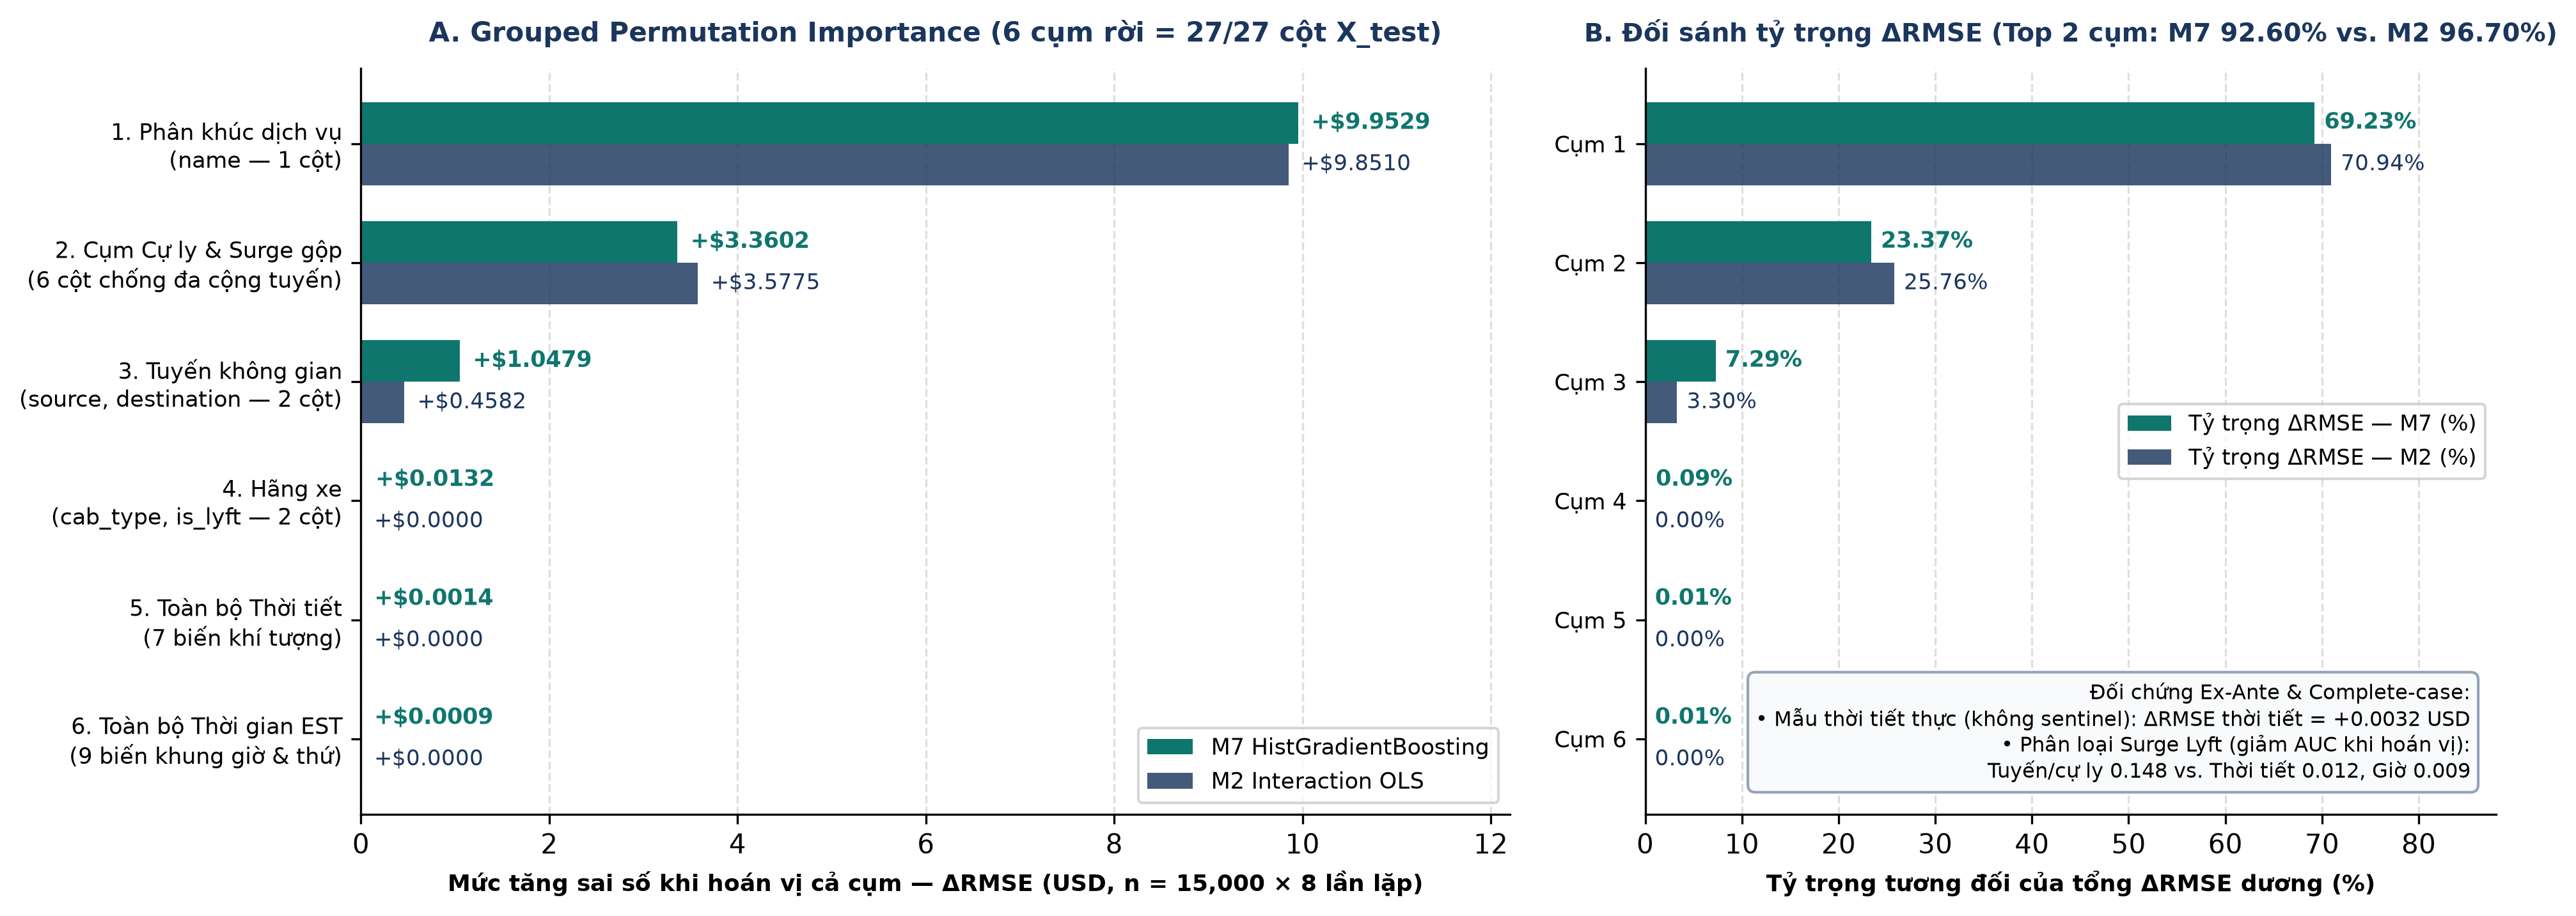 A. Grouped Permutation Importance (6 cụm rời = 27/27 cột X_test)
1. Phân khúc dịch vụ
(name — 1 cột)
+$9.9529
+$9.8510
2. Cụm Cự ly & Surge gộp
(6 cột chống đa cộng tuyến)
+$3.3602
+$3.5775
3. Tuyến không gian
(source, destination — 2 cột)
+$1.0479
+$0.4582
4. Hãng xe
(cab_type, is_lyft — 2 cột)
+$0.0132
+$0.0000
5. Toàn bộ Thời tiết
(7 biến khí tượng)
+$0.0014
+$0.0000
6. Toàn bộ Thời gian EST
(9 biến khung giờ & thứ)
+$0.0009
+$0.0000
M7 HistGradientBoosting
M2 Interaction OLS
0 2 4 6 8 10 12
Mức tăng sai số khi hoán vị cả cụm — ΔRMSE (USD, n = 15,000 × 8 lần lặp)
B. Đối sánh tỷ trọng ΔRMSE (Top 2 cụm: M7 92.60% vs. M2 96.70%)
Cụm 1
69.23%
70.94%
Cụm 2
23.37%
25.76%
Cụm 3
7.29%
3.30%
Tỷ trọng ΔRMSE — M7 (%)
Tỷ trọng ΔRMSE — M2 (%)
Cụm 4
0.09%
0.00%
Cụm 5
0.01%
0.00%
Cụm 6
0.01%
0.00%
Đối chứng Ex-Ante & Complete-case:
• Mẫu thời tiết thực (không sentinel): ΔRMSE thời tiết = +0.0032 USD
• Phân loại Surge Lyft (giảm AUC khi hoán vị):
Tuyến/cự ly 0.148 vs. Thời tiết 0.012, Giờ 0.009
0 10 20 30 40 50 60 70 80
Tỷ trọng tương đối của tổng ΔRMSE dương (%)